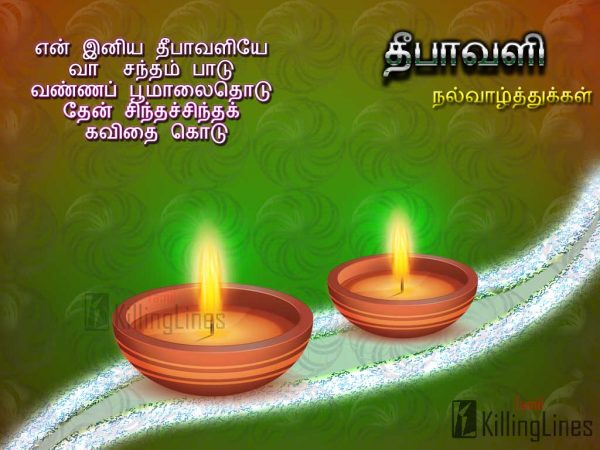 என் இனிய தீபாவளியே
வா சந்தம் பாடு
வண்ணப் பூமாலைதொடு
தேன் சிந்தச்சிந்தக்
கவிதை கொடு
தீபாவளி
நல்வாழ்த்துக்கள்
KillingLines
Tamil
KillingLines